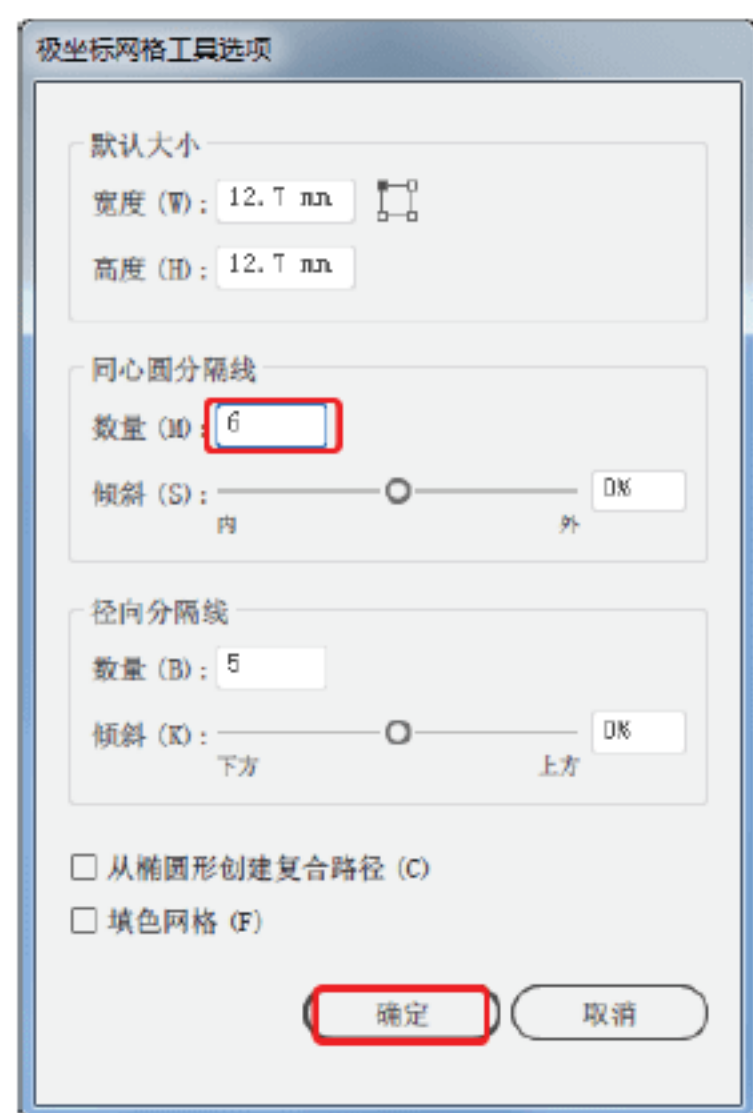 极坐标网格工具选项
默认大小
宽度 (W): 12.7 mm
高度 (H): 12.7 mm
同心圆分隔线
数量 (M): 6
倾斜 (S): 0%
内 外
径向分隔线
数量 (B): 5
倾斜 (K): 0%
下方 上方
从椭圆形创建复合路径 (C)
填色网格 (F)
确定 取消